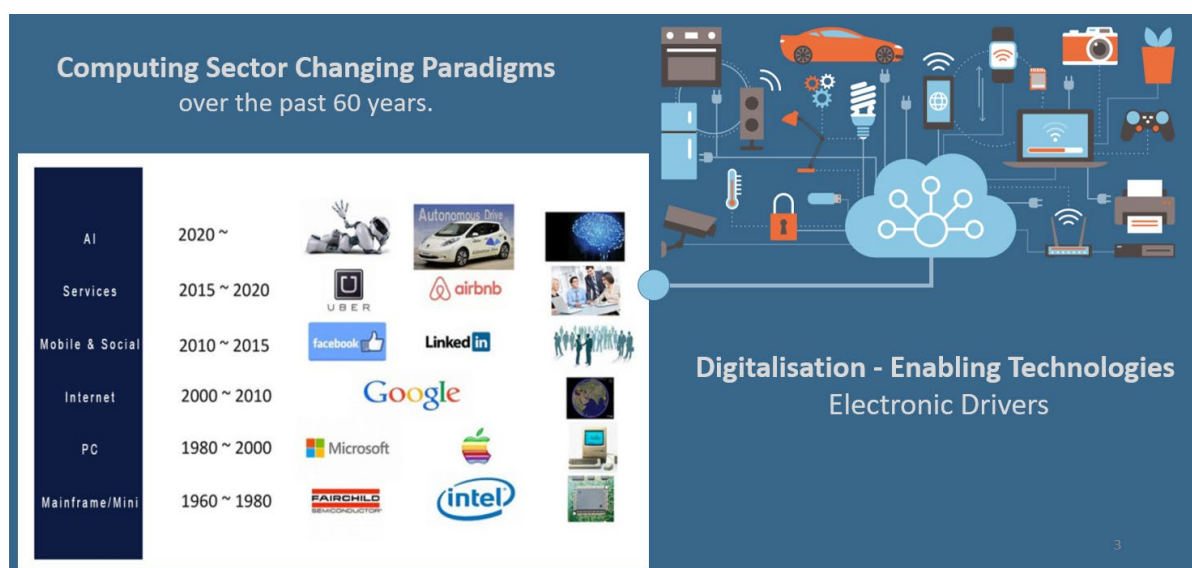 Computing Sector Changing Paradigms
over the past 60 years.
AI
2020 ~
Autonomous Drive
Services
2015 ~ 2020
UBER
airbnb
Mobile & Social
2010 ~ 2015
facebook
Linked in
Internet
2000 ~ 2010
Google
PC
1980 ~ 2000
Microsoft
Mainframe/Mini
1960 ~ 1980
FAIRCHILD
SEMICONDUCTOR
intel
Digitalisation - Enabling Technologies
Electronic Drivers
3